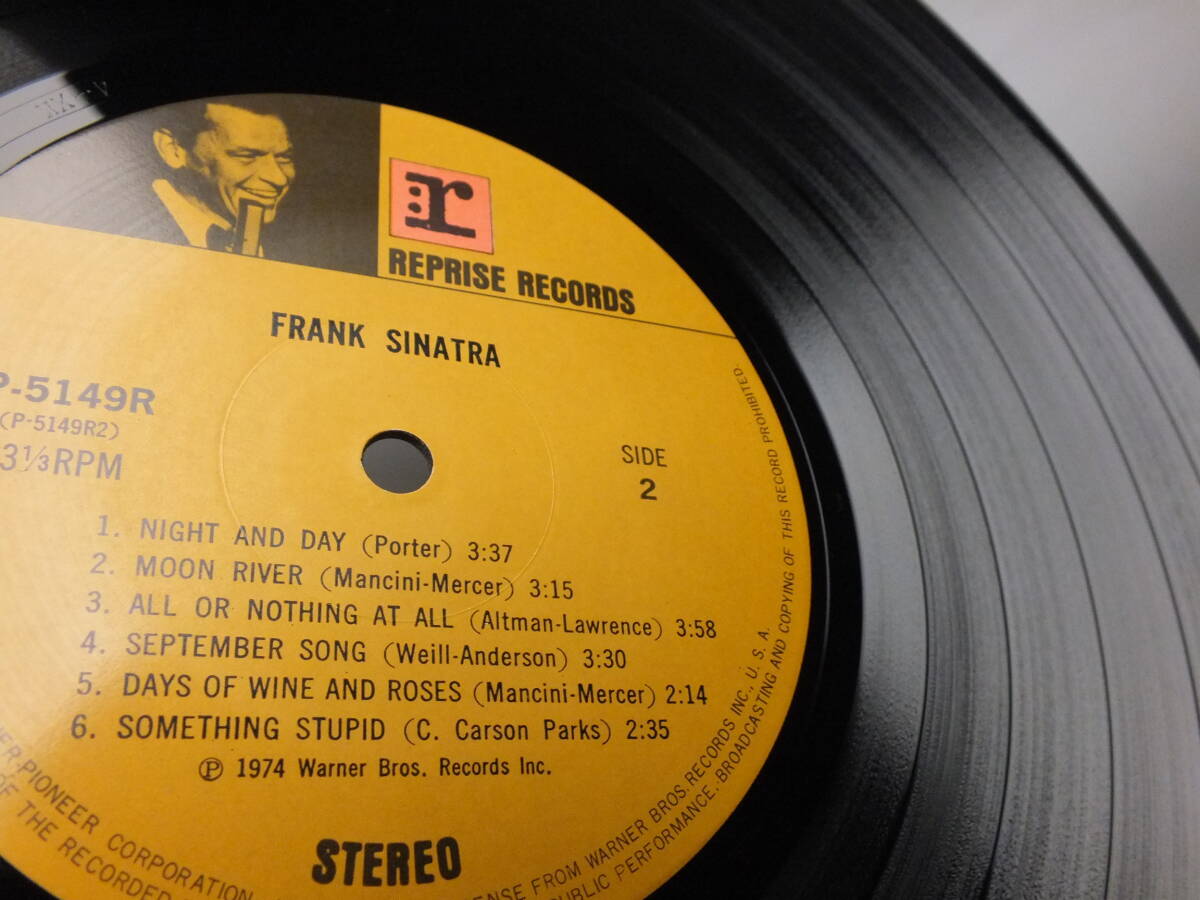 r
REPRISE RECORDS
FRANK SINATRA
P-5149R
(P-5149R2)
3⅓RPM
SIDE
2
1. NIGHT AND DAY (Porter) 3:37
2. MOON RIVER (Mancini-Mercer) 3:15
3. ALL OR NOTHING AT ALL (Altman-Lawrence) 3:58
4. SEPTEMBER SONG (Weill-Anderson) 3:30
5. DAYS OF WINE AND ROSES (Mancini-Mercer) 2:14
6. SOMETHING STUPID (C. Carson Parks) 2:35
℗ 1974 Warner Bros. Records Inc.
STEREO
ER-PIONEER CORPORATION
OF THE RECORDED
ENSE FROM WARNER BROS. RECORDS INC., U. S. A.
PUBLIC PERFORMANCE, BROADCASTING AND COPYING OF THIS RECORD PROHIBITED.